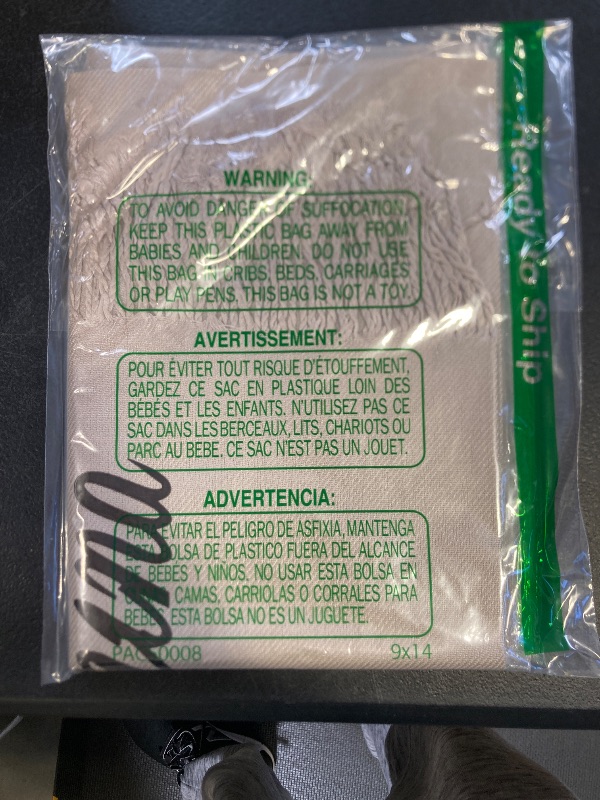 WARNING:
TO AVOID DANGER OF SUFFOCATION,
KEEP THIS PLASTIC BAG AWAY FROM
BABIES AND CHILDREN. DO NOT USE
THIS BAG IN CRIBS, BEDS, CARRIAGES
OR PLAY PENS. THIS BAG IS NOT A TOY.
AVERTISSEMENT:
POUR ÉVITER TOUT RISQUE D'ÉTOUFFEMENT,
GARDEZ CE SAC EN PLASTIQUE LOIN DES
BÉBÉS ET LES ENFANTS. N'UTILISEZ PAS CE
SAC DANS LES BERCEAUX, LITS, CHARIOTS OU
PARC AU BEBE. CE SAC N'EST PAS UN JOUET.
ADVERTENCIA:
PARA EVITAR EL PELIGRO DE ASFIXIA, MANTENGA
ESTA BOLSA DE PLASTICO FUERA DEL ALCANCE
DE BEBES Y NIÑOS. NO USAR ESTA BOLSA EN
CAMAS, CARRIOLAS O CORRALES PARA
BEBES. ESTA BOLSA NO ES UN JUGUETE.
9x14
Ready to Ship